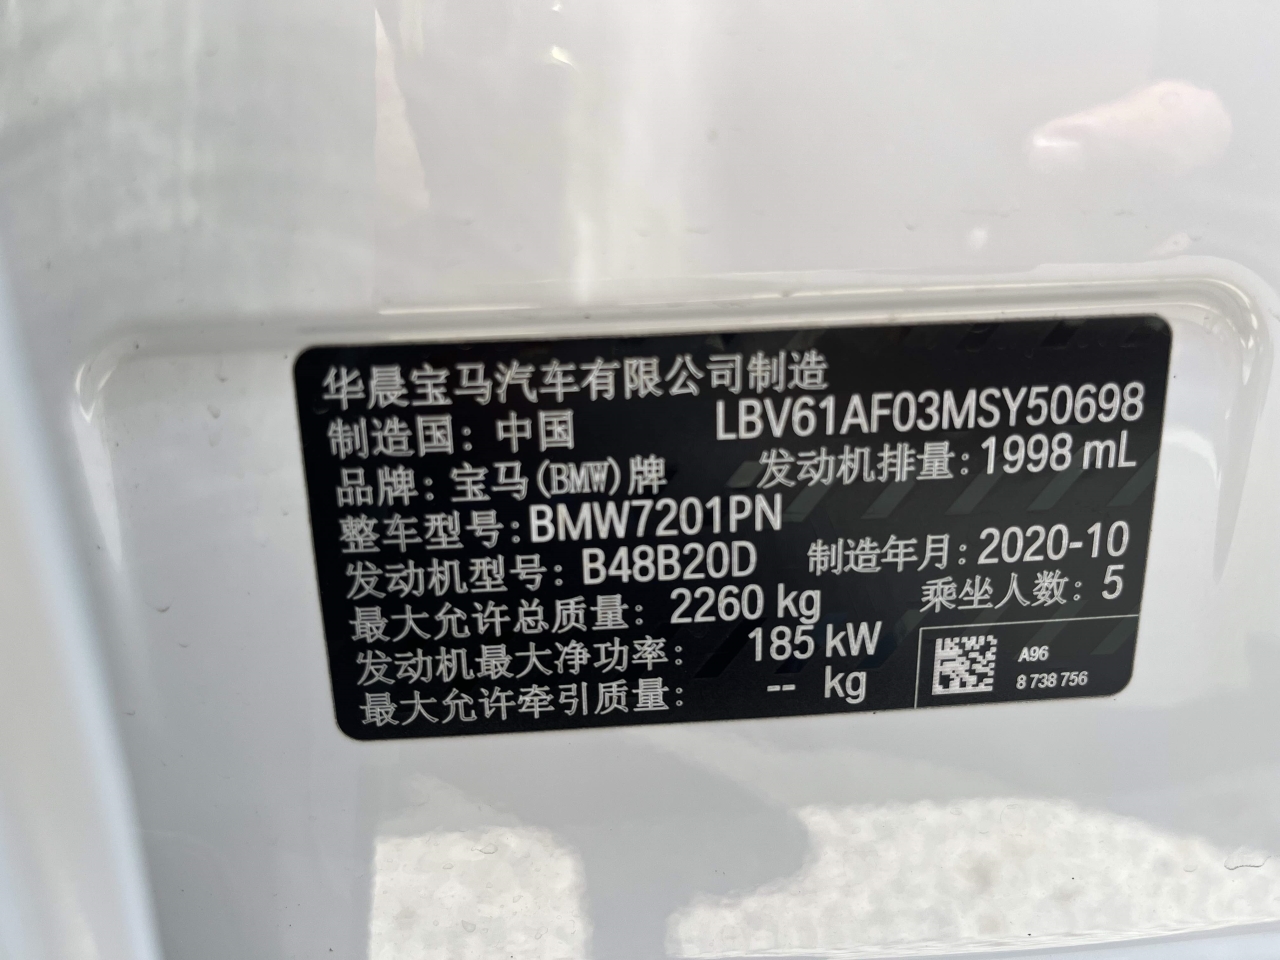 华晨宝马汽车有限公司制造
制造国：中国 LBV61AF03MSY50698
品牌：宝马(BMW)牌 发动机排量：1998 mL
整车型号：BMW7201PN
发动机型号：B48B20D 制造年月：2020-10
最大允许总质量：2260 kg 乘坐人数：5
发动机最大净功率： 185 kW
最大允许牵引质量： -- kg
A96
8 738 756